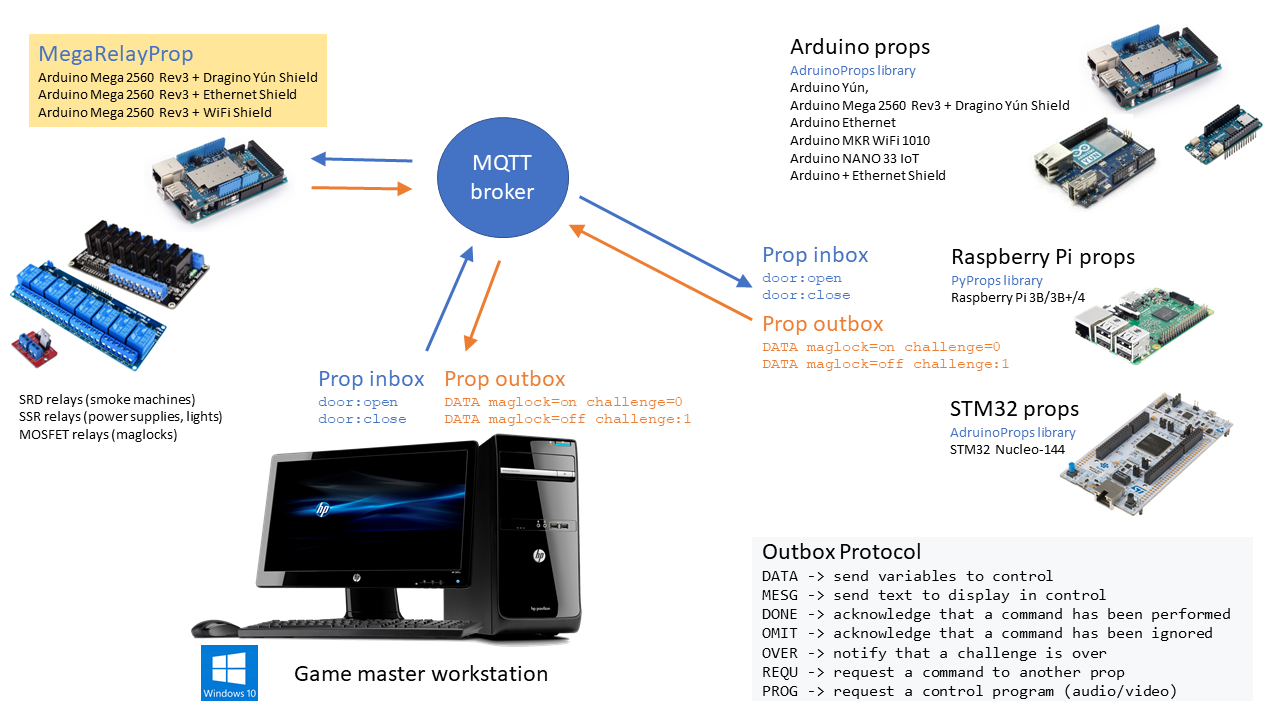 MegaRelayProp
Arduino Mega 2560 Rev3 + Dragino Yún Shield
Arduino Mega 2560 Rev3 + Ethernet Shield
Arduino Mega 2560 Rev3 + WiFi Shield
MQTT
broker
Arduino props
AdruinoProps library
Arduino Yún,
Arduino Mega 2560 Rev3 + Dragino Yún Shield
Arduino Ethernet
Arduino MKR WiFi 1010
Arduino NANO 33 IoT
Arduino + Ethernet Shield
Prop inbox
door:open
door:close
Prop outbox
DATA maglock=on challenge=0
DATA maglock=off challenge:1
Raspberry Pi props
PyProps library
Raspberry Pi 3B/3B+/4
STM32 props
AdruinoProps library
STM32 Nucleo-144
SRD relays (smoke machines)
SSR relays (power supplies, lights)
MOSFET relays (maglocks)
Prop inbox
door:open
door:close
Prop outbox
DATA maglock=on challenge=0
DATA maglock=off challenge:1
hp
hp
hp
hp pavilion
Windows 10
Game master workstation
Outbox Protocol
DATA -> send variables to control
MESG -> send text to display in control
DONE -> acknowledge that a command has been performed
OMIT -> acknowledge that a command has been ignored
OVER -> notify that a challenge is over
REQU -> request a command to another prop
PROG -> request a control program (audio/video)